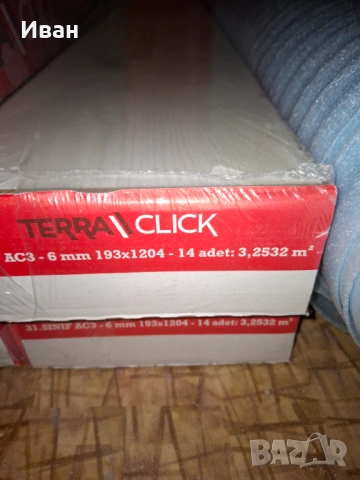 Иван
TERRA CLICK
AC3 - 6 mm 193x1204 - 14 adet: 3,2532 m²
31.SINIF AC3 - 6 mm 193x1204 - 14 adet: 3,2532 m²
BAZAR
bg